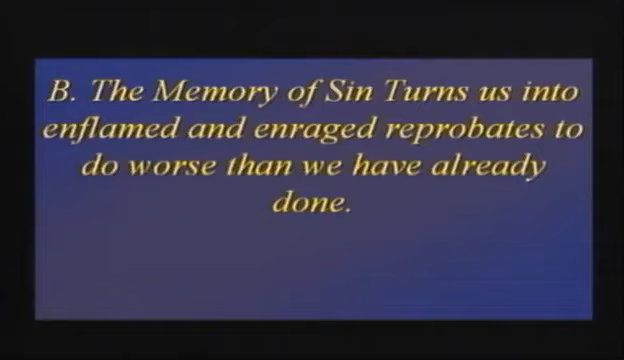 B. The Memory of Sin Turns us into
enflamed and enraged reprobates to
do worse than we have already
done.